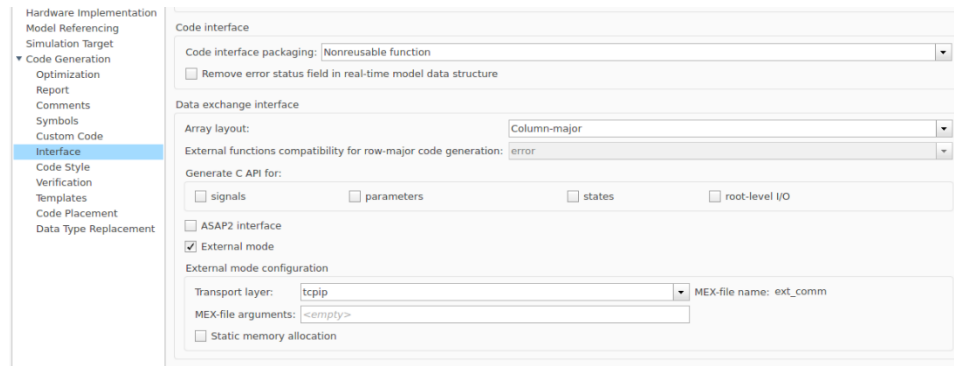 Hardware Implementation
Model Referencing
Simulation Target
Code Generation
Optimization
Report
Comments
Symbols
Custom Code
Interface
Code Style
Verification
Templates
Code Placement
Data Type Replacement
Code interface
Code interface packaging: Nonreusable function
Remove error status field in real-time model data structure
Data exchange interface
Array layout: Column-major
External functions compatibility for row-major code generation: error
Generate C API for:
signals parameters states root-level I/O
ASAP2 interface
External mode
External mode configuration
Transport layer: tcpip MEX-file name: ext_comm
MEX-file arguments: <empty>
Static memory allocation